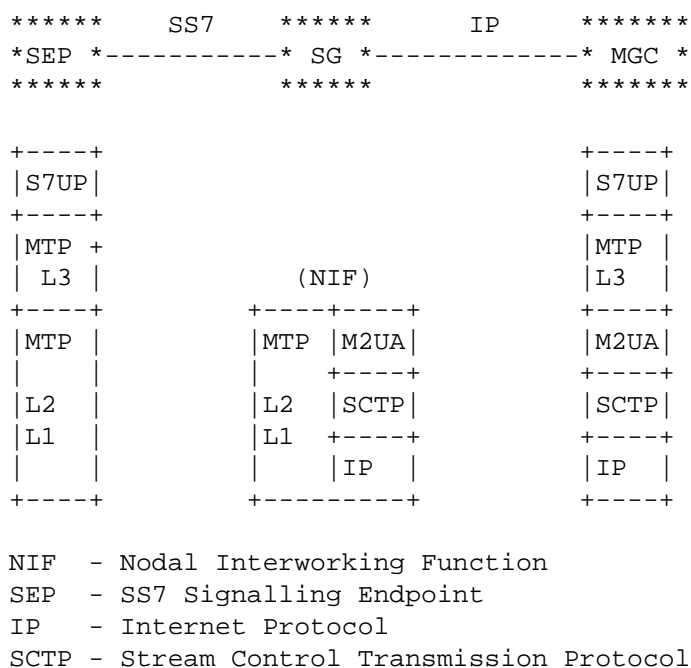 ******    SS7    ******      IP      *******
*SEP *-----------* SG *-------------* MGC *
******           ******             *******
+----+                              +----+
|S7UP|                              |S7UP|
+----+                              +----+
|MTP +                              |MTP |
| L3 |            (NIF)             |L3  |
+----+         +----+----+          +----+
|MTP |         |MTP |M2UA|          |M2UA|
|    |         |    +----+          +----+
|L2  |         |L2  |SCTP|          |SCTP|
|L1  |         |L1  +----+          +----+
|    |         |    |IP  |          |IP  |
+----+         +---------+          +----+
NIF  - Nodal Interworking Function
SEP  - SS7 Signalling Endpoint
IP   - Internet Protocol
SCTP - Stream Control Transmission Protocol